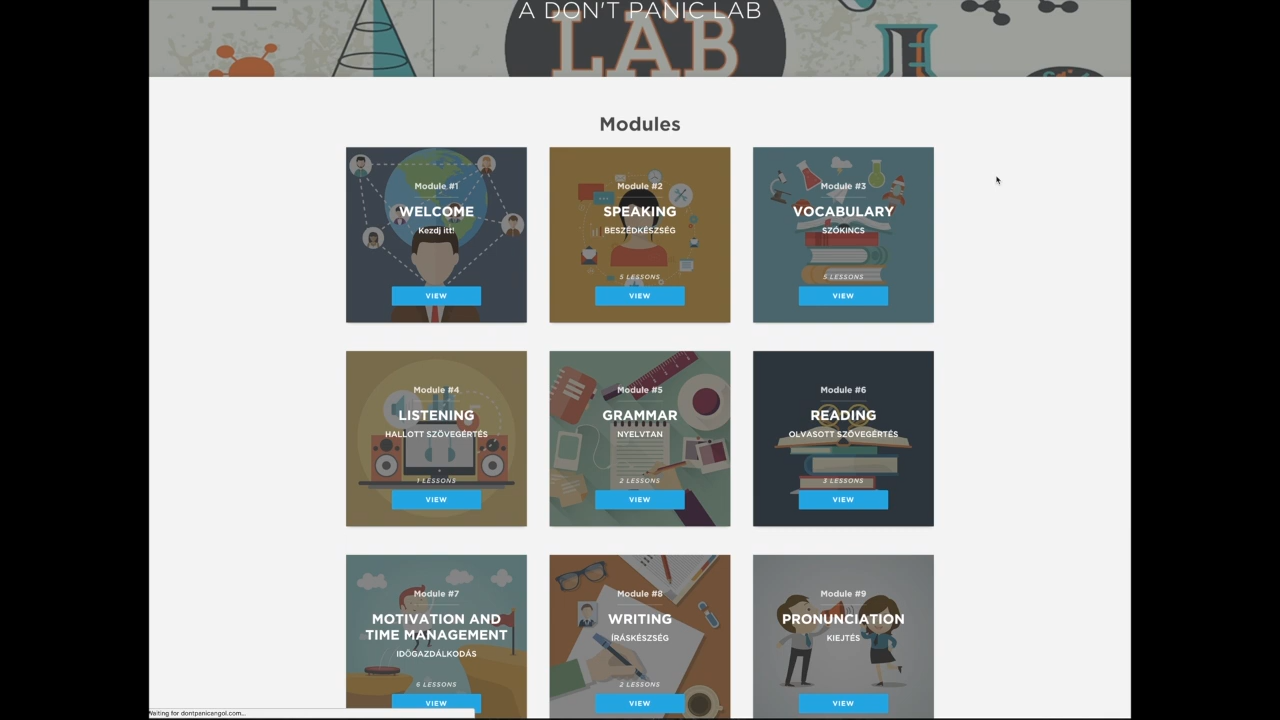 A DON'T PANIC LAB
LAB
Modules
Module #1
WELCOME
Kezdj itt!
VIEW
Module #2
SPEAKING
BESZÉDKÉSZSÉG
5 LESSONS
VIEW
Module #3
VOCABULARY
SZÓKINCS
5 LESSONS
VIEW
Module #4
LISTENING
HALLOTT SZÖVEGÉRTÉS
1 LESSONS
VIEW
Module #5
GRAMMAR
NYELVTAN
2 LESSONS
VIEW
Module #6
READING
OLVASOTT SZÖVEGÉRTÉS
3 LESSONS
VIEW
Module #7
MOTIVATION AND
TIME MANAGEMENT
IDŐGAZDÁLKODÁS
6 LESSONS
VIEW
Module #8
WRITING
ÍRÁSKÉSZSÉG
2 LESSONS
VIEW
Module #9
PRONUNCIATION
KIEJTÉS
VIEW
Waiting for dontpanicangol.com...